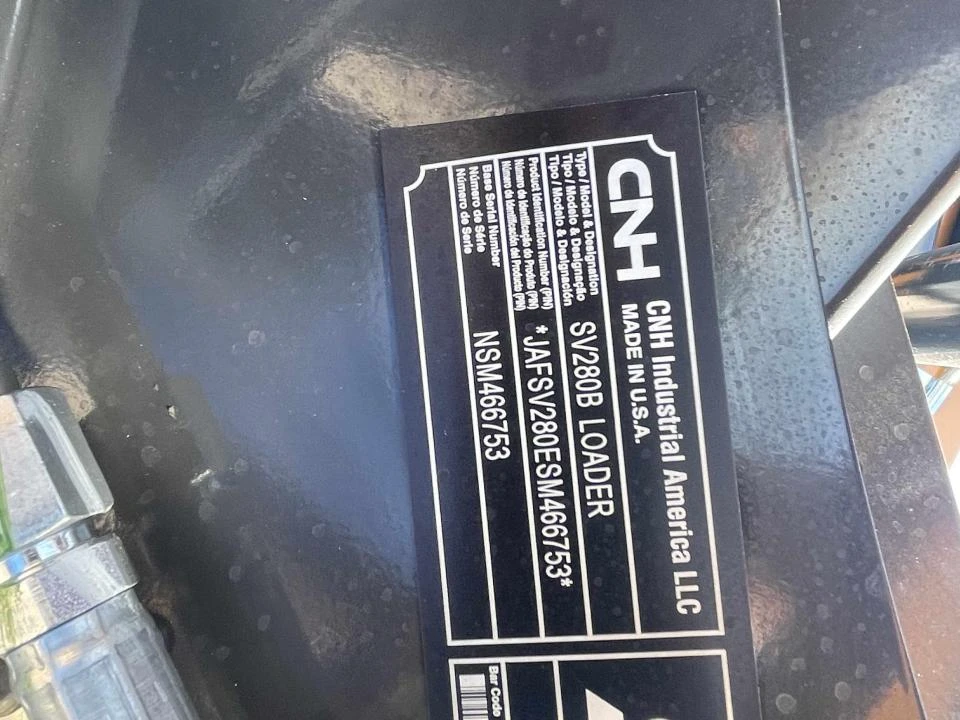 CNH
CNH Industrial America LLC
MADE IN U.S.A.
Type / Model & Designation
Tipo / Modelo & Designação
Tipo / Modelo & Designación
SV280B LOADER
Product Identification Number (PIN)
Número de Identificação do Produto (PIN)
Número de Identificación del Producto (PIN)
*JAFSV280ESM466753*
Base Serial Number
Número de Série
Número de Serie
NSM466753
Bar Code